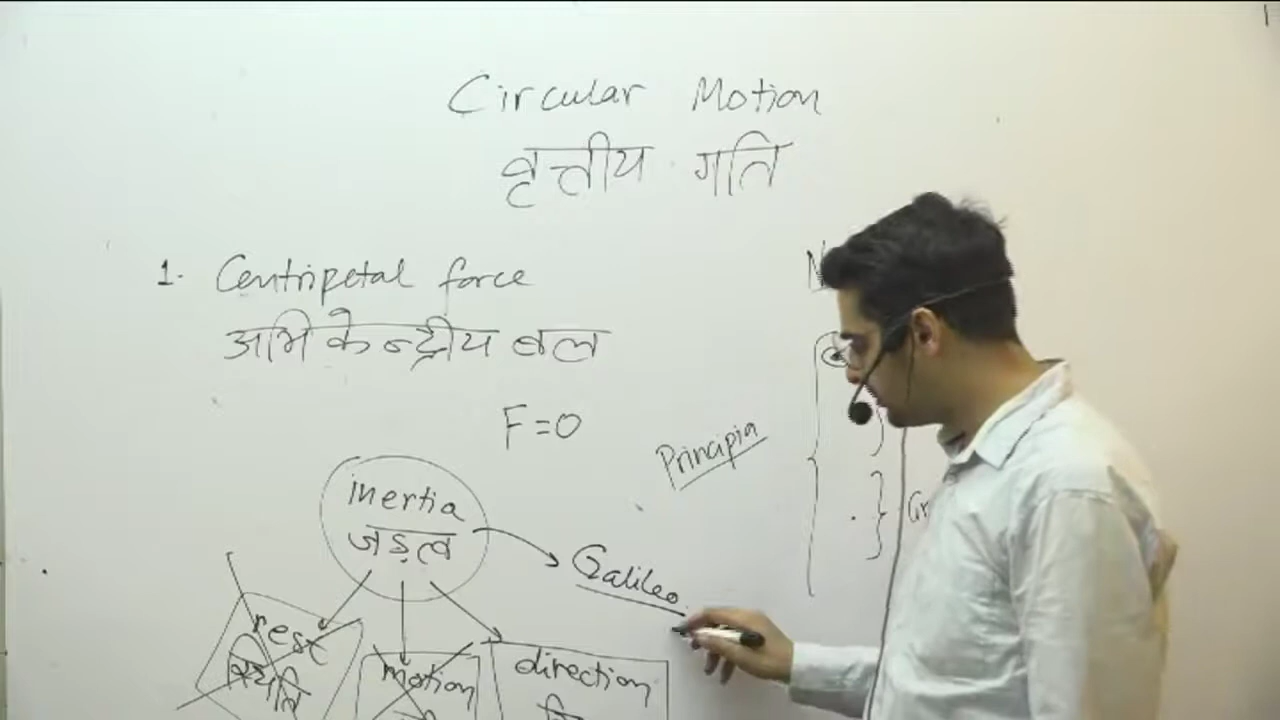 Circular Motion
वृत्तीय गति
1. Centripetal force
अभिकेन्द्रीय बल
F=0
Principia
inertia
जड़त्व
Galileo
rest
स्थिति
motion
direction